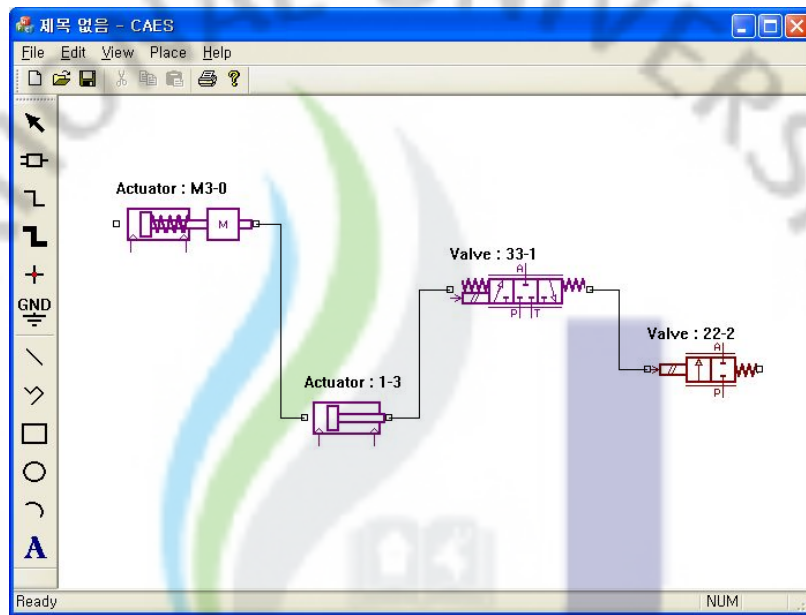 제목 없음 - CAES
File Edit View Place Help
GND
A
Actuator : M3-0
M
Valve : 33-1
A
P T
Valve : 22-2
A
P
Actuator : 1-3
Ready NUM